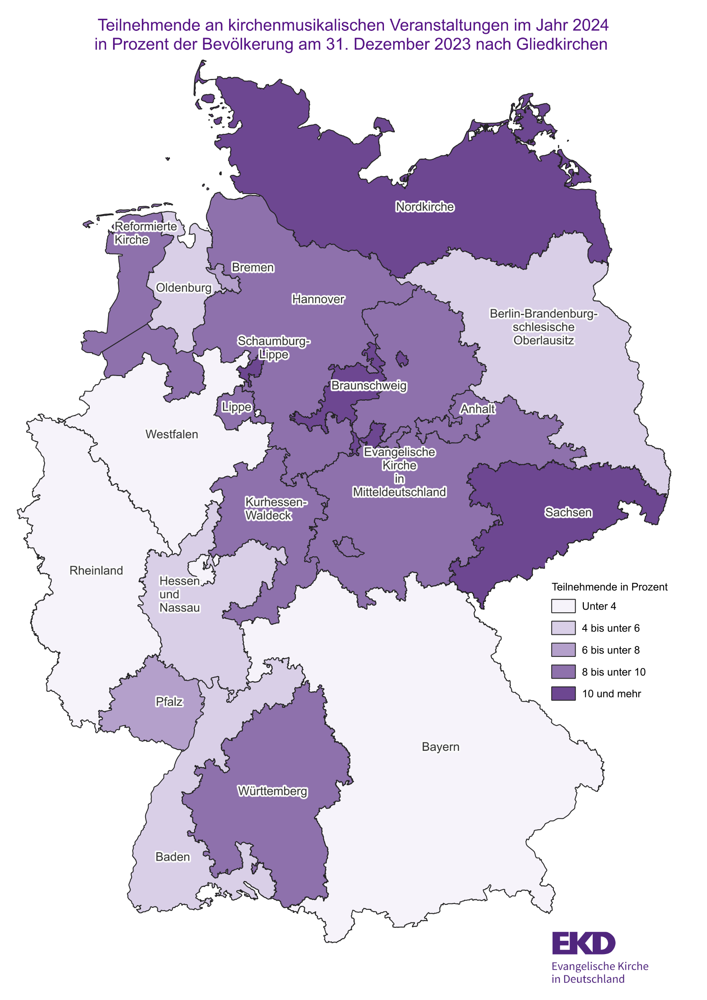 Teilnehmende an kirchenmusikalischen Veranstaltungen im Jahr 2024
in Prozent der Bevölkerung am 31. Dezember 2023 nach Gliedkirchen
Nordkirche
Reformierte
Kirche
Bremen
Oldenburg
Hannover
Berlin-Brandenburg-
schlesische
Oberlausitz
Schaumburg-
Lippe
Braunschweig
Lippe
Anhalt
Westfalen
Evangelische
Kirche
in
Mitteldeutschland
Kurhessen-
Waldeck
Sachsen
Rheinland
Hessen
und
Nassau
Teilnehmende in Prozent
Unter 4
4 bis unter 6
6 bis unter 8
8 bis unter 10
10 und mehr
Pfalz
Bayern
Württemberg
Baden
EKD
Evangelische Kirche
in Deutschland